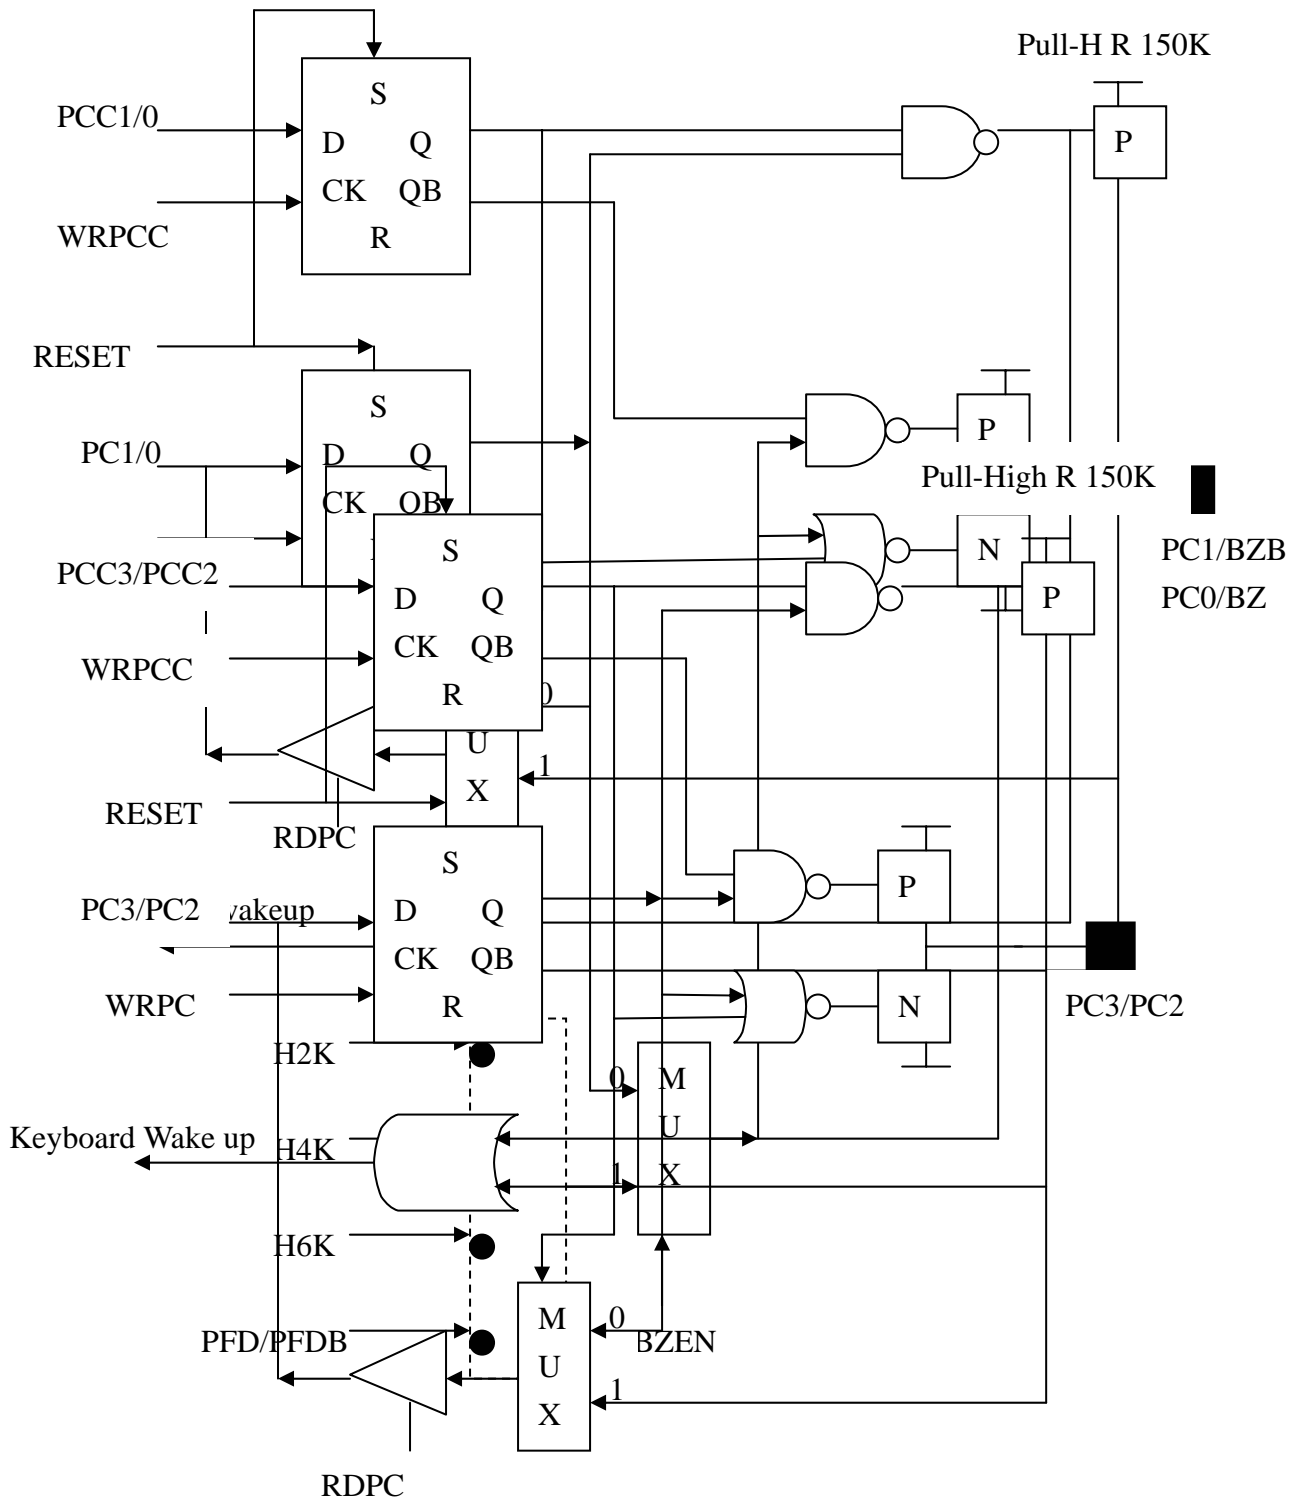 Pull-H R 150K
S
PCC1/0
D Q
P
CK QB
WRPCC
R
RESET
S
P
PC1/0
D Q
Pull-High R 150K
CK QB
S
N
PC1/BZB
PCC3/PCC2
D Q
P
PC0/BZ
CK QB
WRPCC
R
0
U
1
X
RESET
RDPC
S
P
PC3/PC2
wakeup
D Q
CK QB
WRPC
R
N
PC3/PC2
H2K
0
M
U
Keyboard Wake up
H4K
1
X
H6K
M
0
PFD/PFDB
BZEN
U
1
X
RDPC